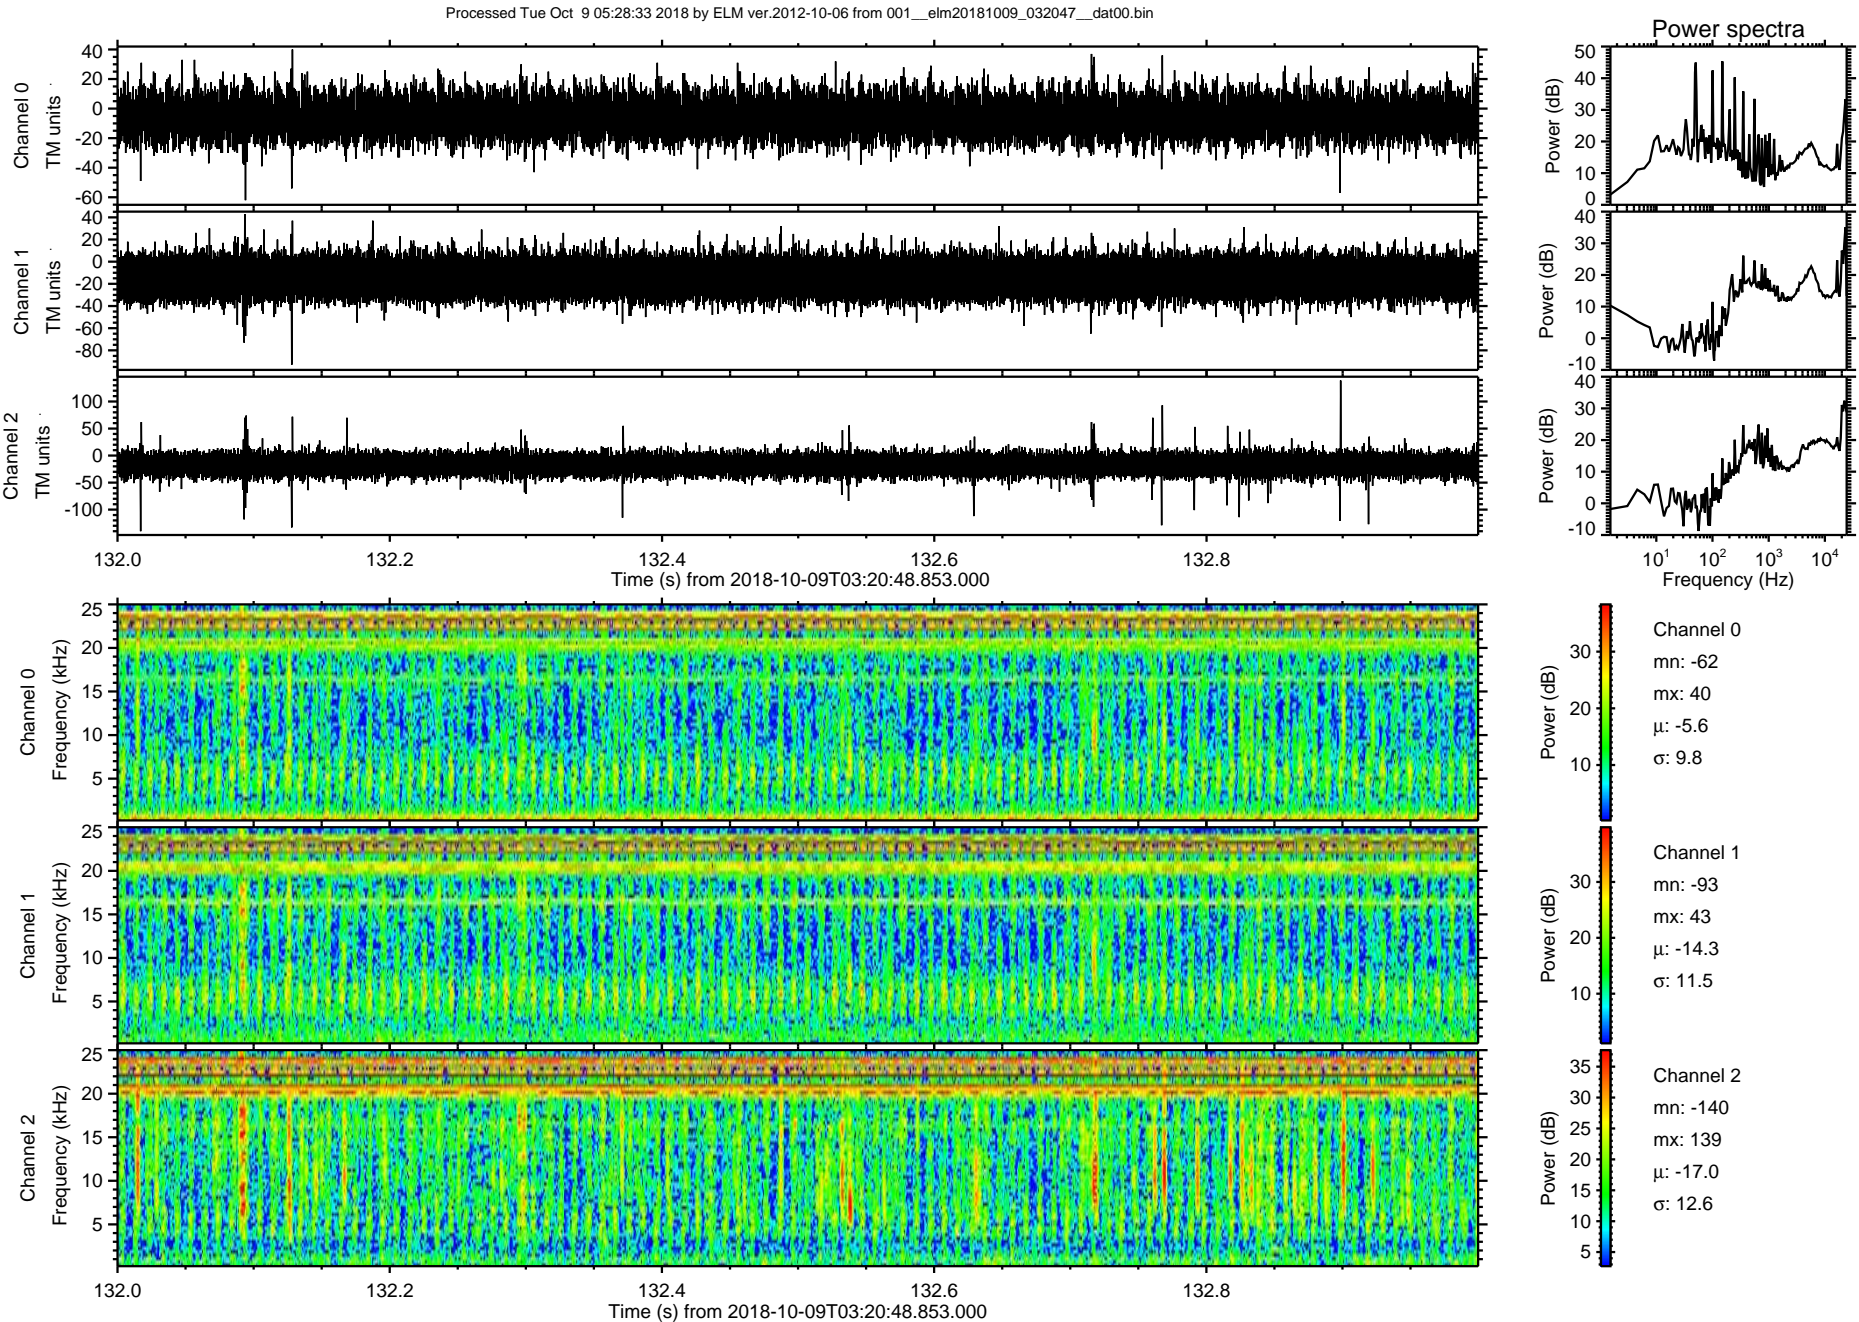 Processed Tue Oct 9 05:28:33 2018 by ELM ver.2012-10-06 from 001__elm20181009_032047__dat00.bin
Power spectra
Channel 0
TM units
40
20
0
-20
-40
-60
Power (dB)
50
40
30
20
10
0
Channel 1
TM units
40
20
0
-20
-40
-60
-80
Power (dB)
40
30
20
10
0
-10
Channel 2
TM units
100
50
0
-50
-100
Power (dB)
40
30
20
10
0
-10
132.0 132.2 132.4 132.6 132.8
Time (s) from 2018-10-09T03:20:48.853.000
10¹ 10² 10³ 10⁴
Frequency (Hz)
Channel 0
Frequency (kHz)
25
20
15
10
5
Power (dB)
30
20
10
Channel 0
mn: -62
mx: 40
μ: -5.6
σ: 9.8
Channel 1
Frequency (kHz)
25
20
15
10
5
Power (dB)
30
20
10
Channel 1
mn: -93
mx: 43
μ: -14.3
σ: 11.5
Channel 2
Frequency (kHz)
25
20
15
10
5
Power (dB)
35
30
25
20
15
10
5
Channel 2
mn: -140
mx: 139
μ: -17.0
σ: 12.6
132.0 132.2 132.4 132.6 132.8
Time (s) from 2018-10-09T03:20:48.853.000